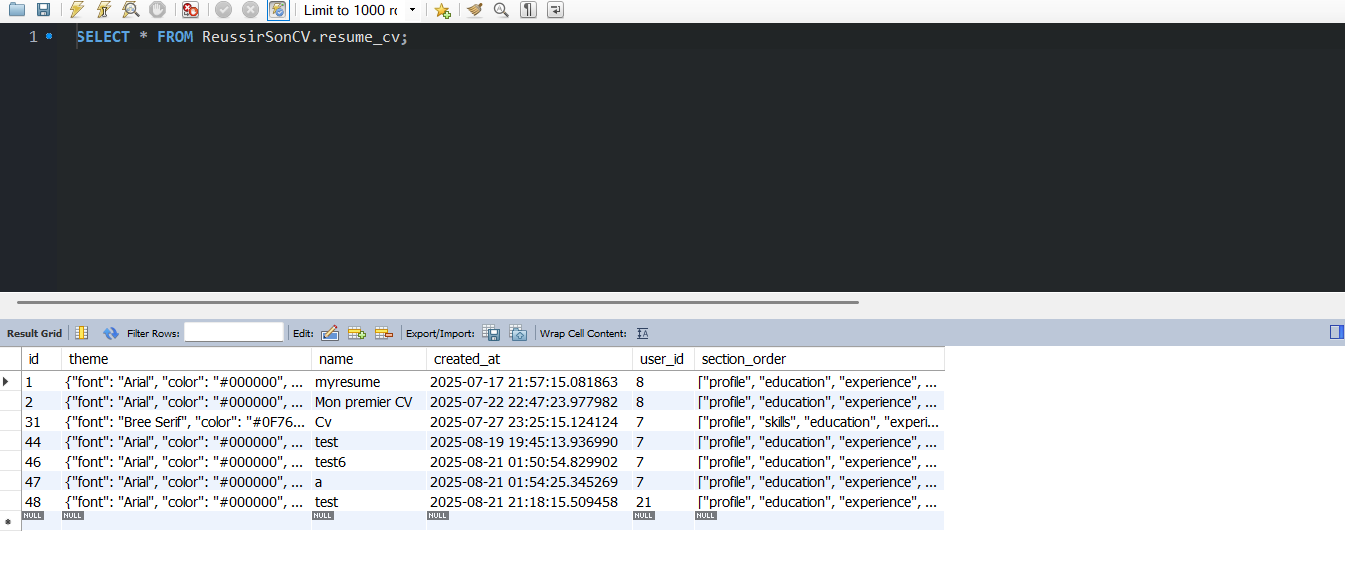 Limit to 1000 rc
1 SELECT * FROM ReussirSonCV.resume_cv;
Result Grid Filter Rows: Edit: Export/Import: Wrap Cell Content:
id theme name created_at user_id section_order
1 {"font": "Arial", "color": "#000000", ... myresume 2025-07-17 21:57:15.081863 8 ["profile", "education", "experience", ...
2 {"font": "Arial", "color": "#000000", ... Mon premier CV 2025-07-22 22:47:23.977982 8 ["profile", "education", "experience", ...
31 {"font": "Bree Serif", "color": "#0F76... Cv 2025-07-27 23:25:15.124124 7 ["profile", "skills", "education", "experi...
44 {"font": "Arial", "color": "#000000", ... test 2025-08-19 19:45:13.936990 7 ["profile", "education", "experience", ...
46 {"font": "Arial", "color": "#000000", ... test6 2025-08-21 01:50:54.829902 7 ["profile", "education", "experience", ...
47 {"font": "Arial", "color": "#000000", ... a 2025-08-21 01:54:25.345269 7 ["profile", "education", "experience", ...
48 {"font": "Arial", "color": "#000000", ... test 2025-08-21 21:18:15.509458 21 ["profile", "education", "experience", ...
NULL NULL NULL NULL NULL NULL